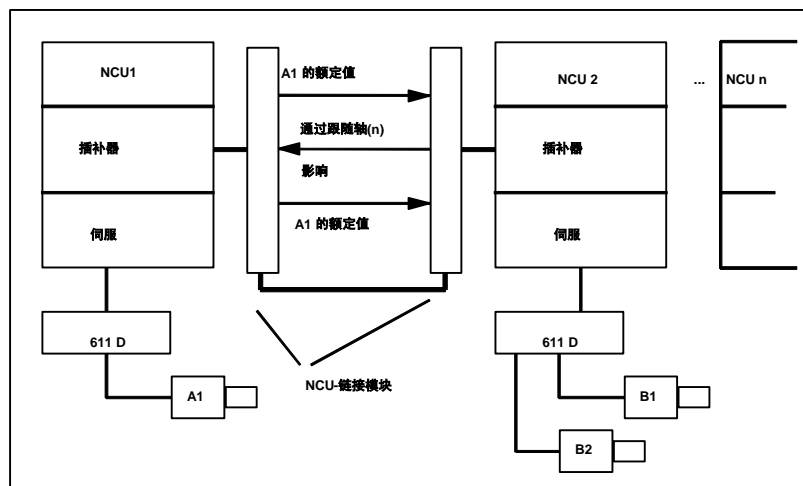 NCU1
A1 的额定值
NCU 2
...
NCU n
插补器
通过跟随轴(n)
影响
插补器
伺服
A1 的额定值
伺服
611 D
611 D
NCU-链接模块
A1
B1
B2